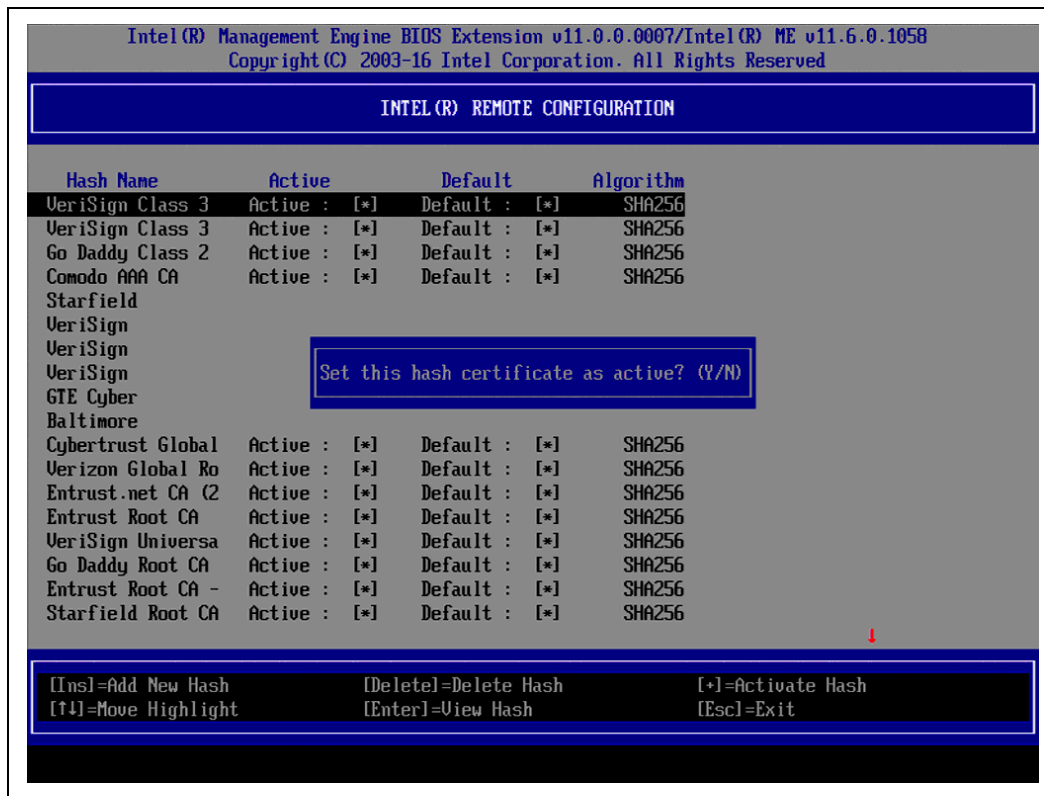 Intel(R) Management Engine BIOS Extension v11.0.0.0007/Intel(R) ME v11.6.0.1058
Copyright(C) 2003-16 Intel Corporation. All Rights Reserved
INTEL(R) REMOTE CONFIGURATION
Hash Name Active Default Algorithm
VeriSign Class 3 Active : [*] Default : [*] SHA256
VeriSign Class 3 Active : [*] Default : [*] SHA256
Go Daddy Class 2 Active : [*] Default : [*] SHA256
Comodo AAA CA Active : [*] Default : [*] SHA256
Starfield
VeriSign
VeriSign
VeriSign
GTE Cyber
Baltimore
Set this hash certificate as active? (Y/N)
Cybertrust Global Active : [*] Default : [*] SHA256
Verizon Global Ro Active : [*] Default : [*] SHA256
Entrust.net CA (2 Active : [*] Default : [*] SHA256
Entrust Root CA Active : [*] Default : [*] SHA256
VeriSign Universa Active : [*] Default : [*] SHA256
Go Daddy Root CA Active : [*] Default : [*] SHA256
Entrust Root CA - Active : [*] Default : [*] SHA256
Starfield Root CA Active : [*] Default : [*] SHA256
↓
[Ins]=Add New Hash [Delete]=Delete Hash [+]=Activate Hash
[↑↓]=Move Highlight [Enter]=View Hash [Esc]=Exit